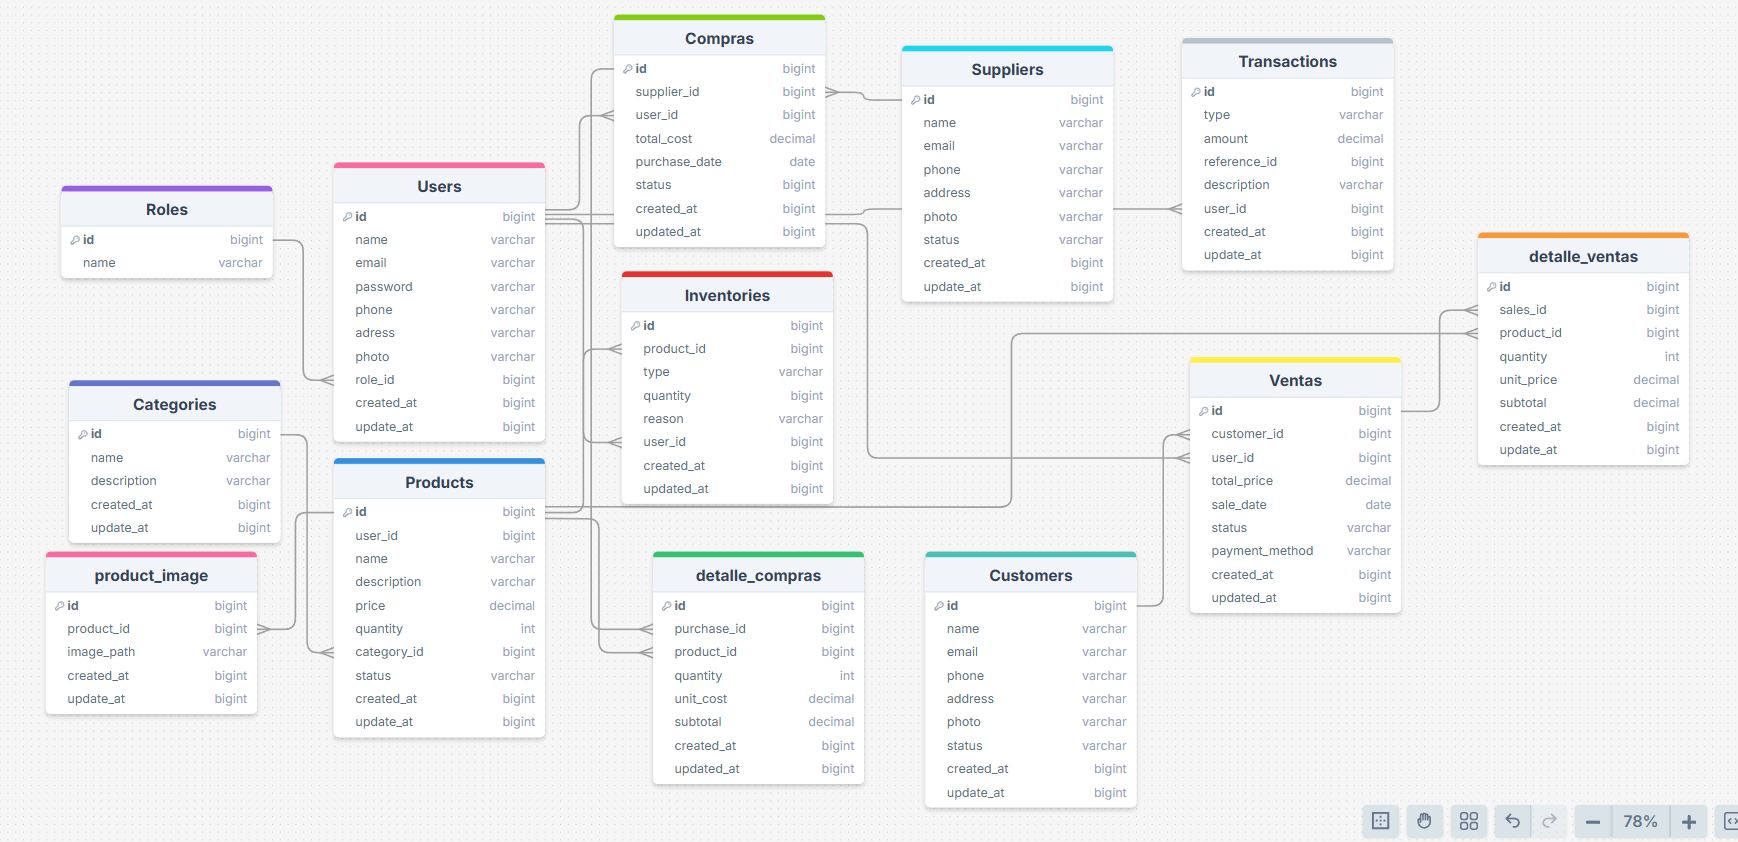 Compras
id bigint
supplier_id bigint
user_id bigint
total_cost decimal
purchase_date date
status bigint
created_at bigint
updated_at bigint
Suppliers
id bigint
name varchar
email varchar
phone varchar
address varchar
photo varchar
status varchar
created_at bigint
update_at bigint
Transactions
id bigint
type varchar
amount decimal
reference_id bigint
description varchar
user_id bigint
created_at bigint
update_at bigint
Roles
id bigint
name varchar
Users
id bigint
name varchar
email varchar
password varchar
phone varchar
adress varchar
photo varchar
role_id bigint
created_at bigint
update_at bigint
Inventories
id bigint
product_id bigint
type varchar
quantity bigint
reason varchar
user_id bigint
created_at bigint
updated_at bigint
detalle_ventas
id bigint
sales_id bigint
product_id bigint
quantity int
unit_price decimal
subtotal decimal
created_at bigint
update_at bigint
Categories
id bigint
name varchar
description varchar
created_at bigint
update_at bigint
Products
id bigint
user_id bigint
name varchar
description varchar
price decimal
quantity int
category_id bigint
status varchar
created_at bigint
update_at bigint
Ventas
id bigint
customer_id bigint
user_id bigint
total_price decimal
sale_date date
status varchar
payment_method varchar
created_at bigint
updated_at bigint
product_image
id bigint
product_id bigint
image_path varchar
created_at bigint
update_at bigint
detalle_compras
id bigint
purchase_id bigint
product_id bigint
quantity int
unit_cost decimal
subtotal decimal
created_at bigint
updated_at bigint
Customers
id bigint
name varchar
email varchar
phone varchar
address varchar
photo varchar
status varchar
created_at bigint
update_at bigint
78%